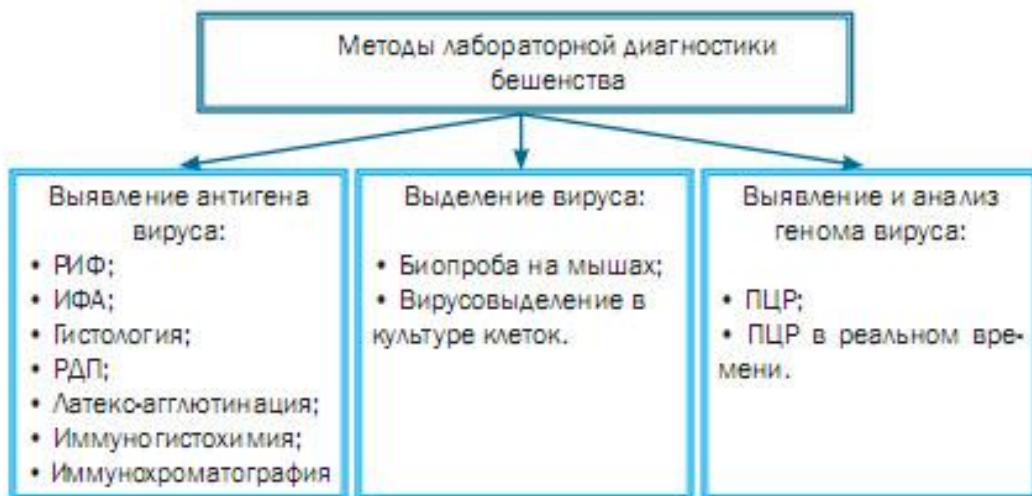 Методы лабораторной диагностики
бешенства
Выявление антигена
вируса:
• РИФ;
• ИФА;
• Гистология;
• РДП;
• Латекс-агглютинация;
• Иммуногистохимия;
• Иммунохроматография
Выделение вируса:
• Биопроба на мышах;
• Вирусовыделение в
культуре клеток.
Выявление и анализ
генома вируса:
• ПЦР;
• ПЦР в реальном вре-
мени.